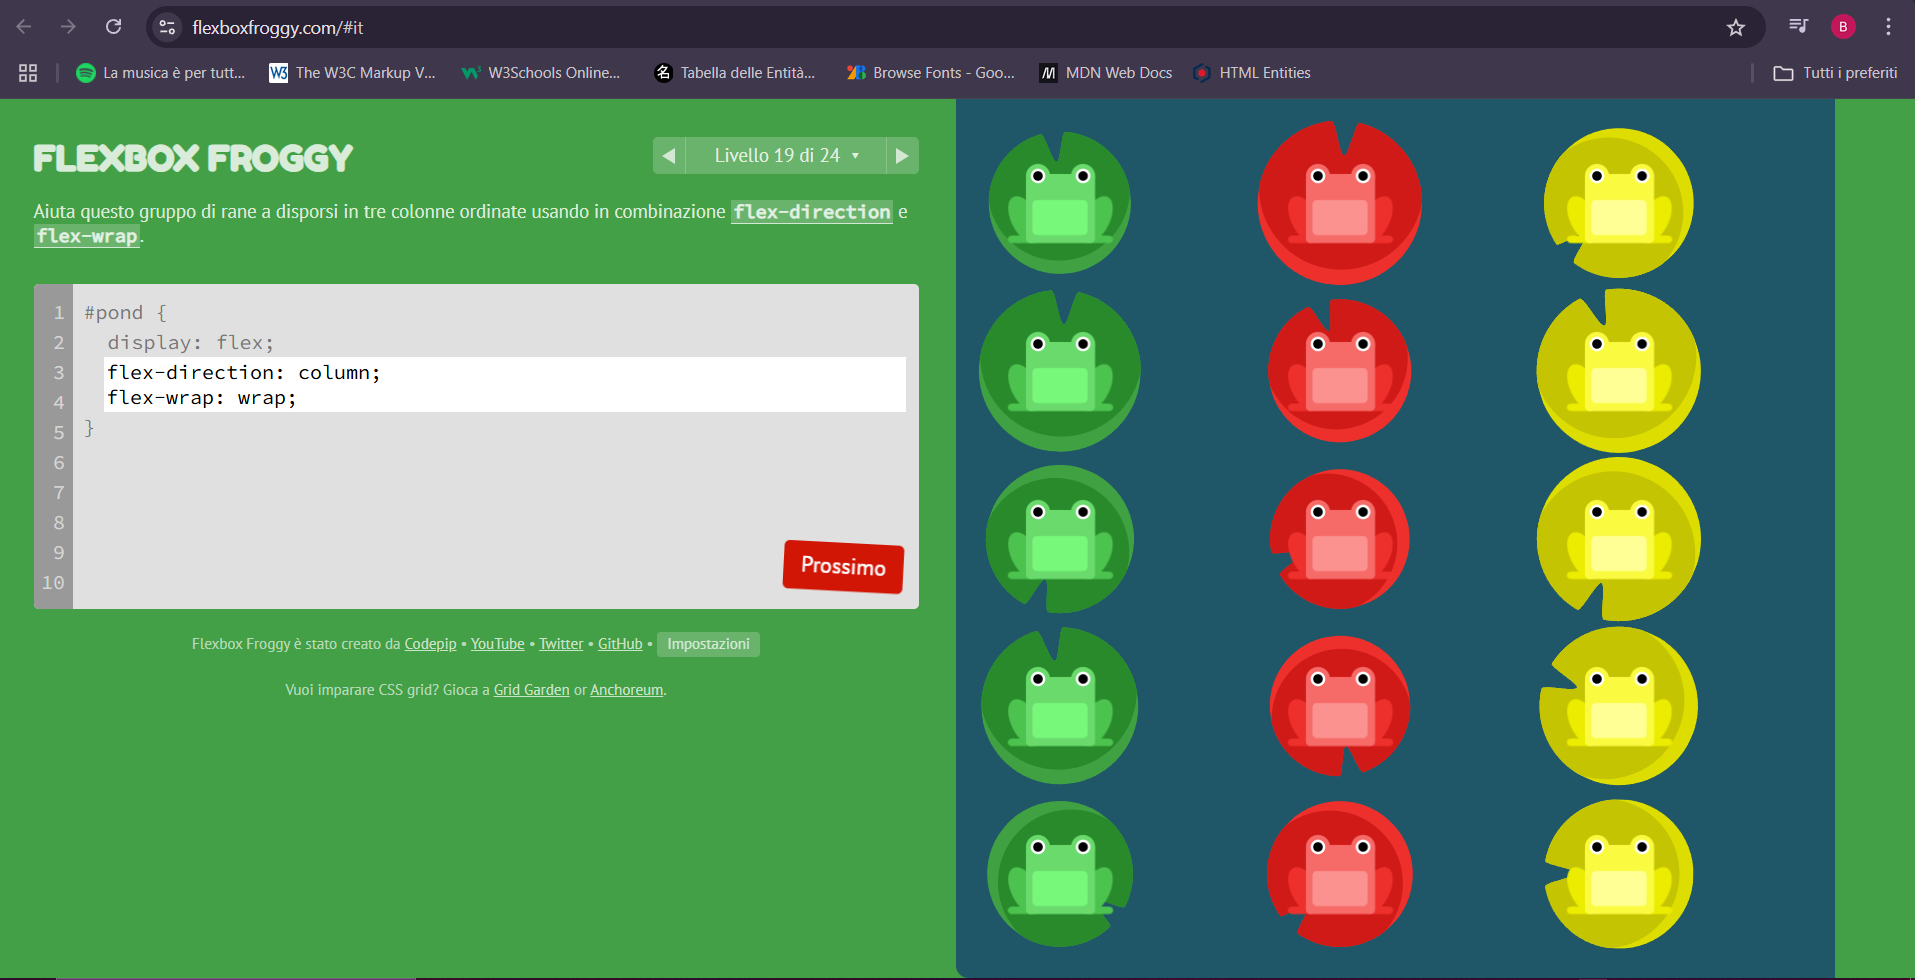 flexboxfroggy.com/#it
B
La musica è per tutt...
W3 The W3C Markup V...
W3 W3Schools Online...
名 Tabella delle Entità...
Browse Fonts - Goo...
M MDN Web Docs
HTML Entities
Tutti i preferiti
FLEXBOX FROGGY
Livello 19 di 24
Aiuta questo gruppo di rane a disporsi in tre colonne ordinate usando in combinazione flex-direction e
flex-wrap.
1 #pond {
2 display: flex;
3 flex-direction: column;
4 flex-wrap: wrap;
5 }
6
7
8
9
10
Prossimo
Flexbox Froggy è stato creato da Codepip • YouTube • Twitter • GitHub • Impostazioni
Vuoi imparare CSS grid? Gioca a Grid Garden or Anchoreum.